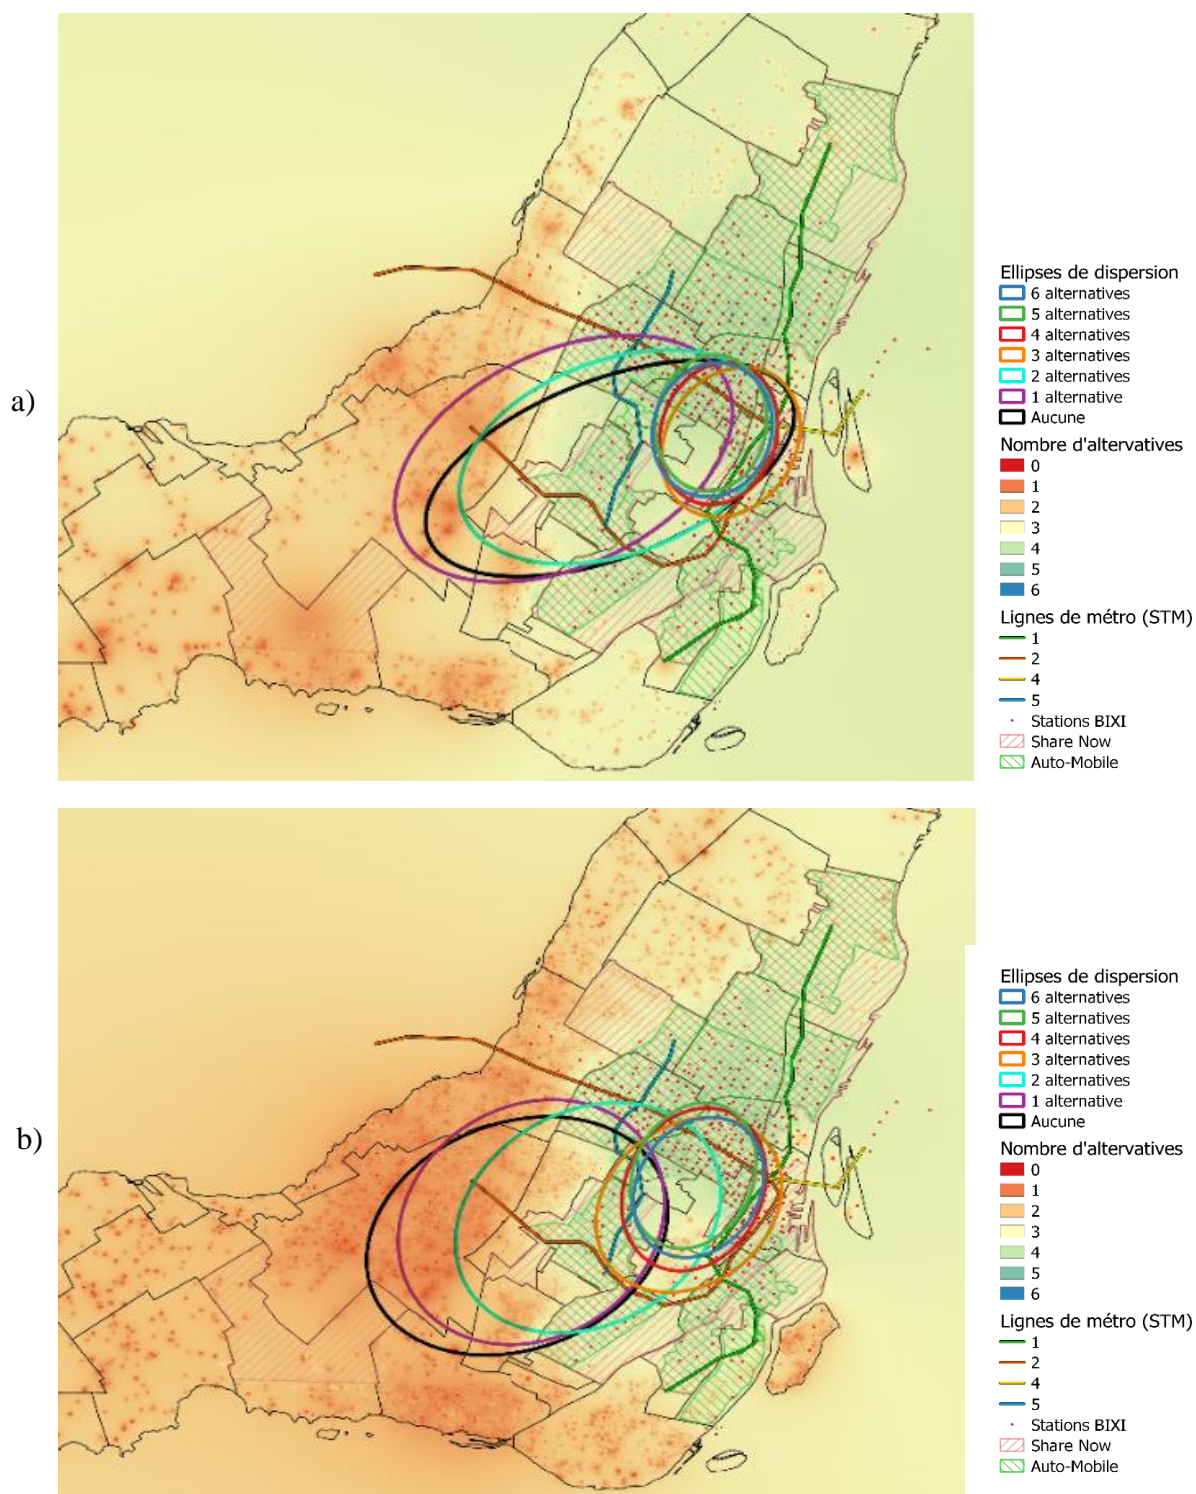 a)
Ellipses de dispersion
6 alternatives
5 alternatives
4 alternatives
3 alternatives
2 alternatives
1 alternative
Aucune
Nombre d'altervatives
0
1
2
3
4
5
6
Lignes de métro (STM)
1
2
4
5
Stations BIXI
Share Now
Auto-Mobile
b)
Ellipses de dispersion
6 alternatives
5 alternatives
4 alternatives
3 alternatives
2 alternatives
1 alternative
Aucune
Nombre d'altervatives
0
1
2
3
4
5
6
Lignes de métro (STM)
1
2
4
5
Stations BIXI
Share Now
Auto-Mobile